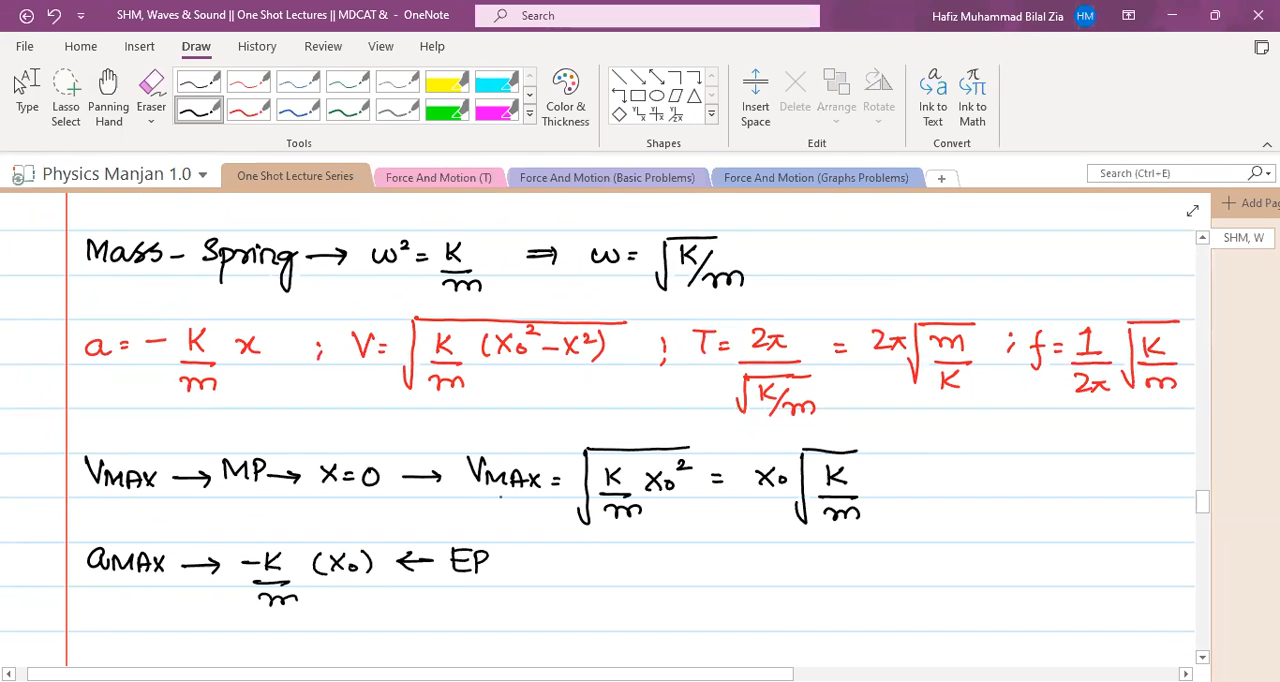 SHM, Waves & Sound || One Shot Lectures || MDCAT & - OneNote
Search
Hafiz Muhammad Bilal Zia HM
File Home Insert Draw History Review View Help
Type Lasso Select Panning Hand Eraser Color & Thickness Insert Space Delete Arrange Rotate Ink to Text Ink to Math
Tools Shapes Edit Convert
Physics Manjan 1.0 One Shot Lecture Series Force And Motion (T) Force And Motion (Basic Problems) Force And Motion (Graphs Problems) + Search (Ctrl+E)
+ Add Pag
SHM, W
Mass - Spring → ω² = K/m ⇒ ω = √K/m
a = - K/m x ; V = √(K/m (X₀² - X²)) ; T = 2π/√(K/m) = 2π√(m/K) ; f = 1/2π √(K/m)
VMAX → MP → X=0 → VMAX = √(K/m X₀²) = X₀ √(K/m)
aMAX → -K/m (X₀) ← EP